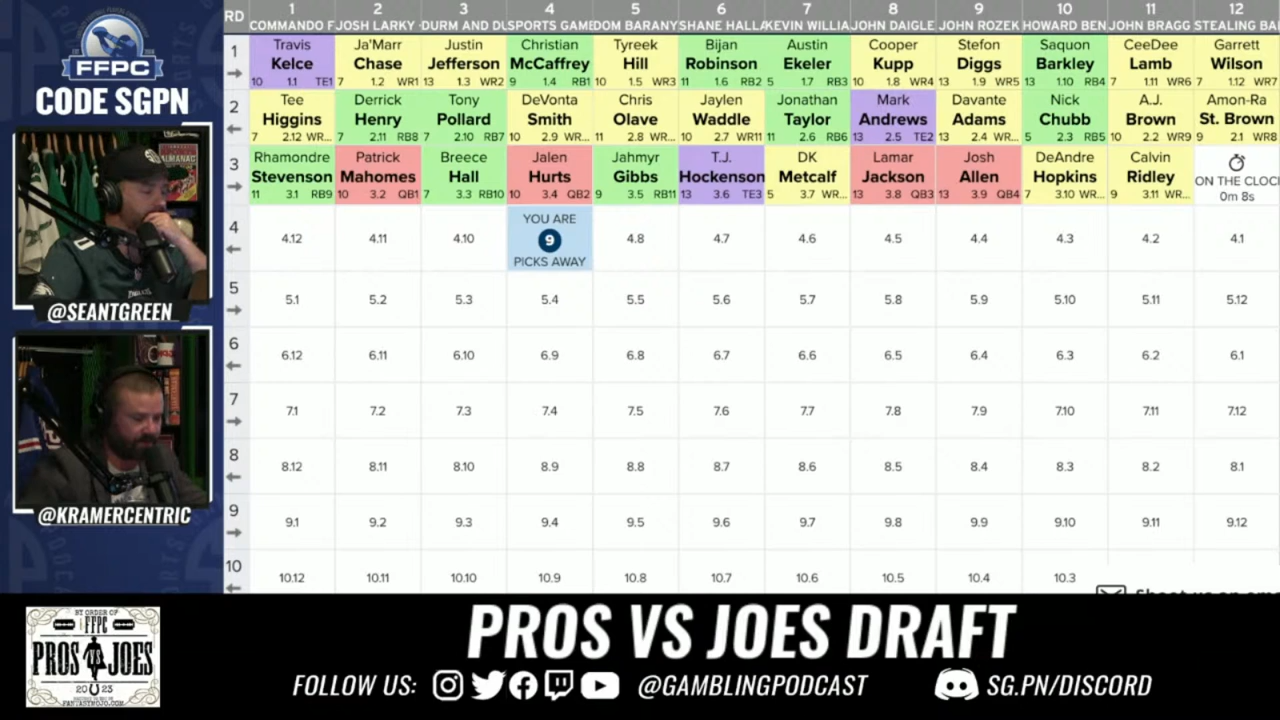 FFPC
CODE SGPN
@SEANTGREEN
@KRAMERCENTRIC
RD 1 2 3 4 5 6 7 8 9 10 11 12
COMMANDO F JOSH LARKY DURM AND DU SPORTS GAMB DOM BARANY SHANE HALLA KEVIN WILLIA JOHN DAIGLE JOHN ROZEK HOWARD BEN JOHN BRAGG STEALING BA
1 Travis Ja'Marr Justin Christian Tyreek Bijan Austin Cooper Stefon Saquon CeeDee Garrett
Kelce Chase Jefferson McCaffrey Hill Robinson Ekeler Kupp Diggs Barkley Lamb Wilson
10 1.1 TE1 7 1.2 WR1 13 1.3 WR2 9 1.4 RB1 10 1.5 WR3 11 1.6 RB2 5 1.7 RB3 10 1.8 WR4 13 1.9 WR5 13 1.10 RB4 7 1.11 WR6 7 1.12 WR7
2 Tee Derrick Tony DeVonta Chris Jaylen Jonathan Mark Davante Nick A.J. Amon-Ra
Higgins Henry Pollard Smith Olave Waddle Taylor Andrews Adams Chubb Brown St. Brown
7 2.12 WR... 7 2.11 RB8 7 2.10 RB7 10 2.9 WR... 11 2.8 WR... 10 2.7 WR11 11 2.6 RB6 13 2.5 TE2 13 2.4 WR... 5 2.3 RB5 10 2.2 WR9 9 2.1 WR8
3 Rhamondre Patrick Breece Jalen Jahmyr T.J. DK Lamar Josh DeAndre Calvin
Stevenson Mahomes Hall Hurts Gibbs Hockenson Metcalf Jackson Allen Hopkins Ridley ON THE CLOC
11 3.1 RB9 10 3.2 QB1 7 3.3 RB10 10 3.4 QB2 9 3.5 RB11 13 3.6 TE3 5 3.7 WR... 13 3.8 QB3 13 3.9 QB4 7 3.10 WR... 9 3.11 WR... 0m 8s
YOU ARE
4 4.12 4.11 4.10 9 4.8 4.7 4.6 4.5 4.4 4.3 4.2 4.1
PICKS AWAY
5 5.1 5.2 5.3 5.4 5.5 5.6 5.7 5.8 5.9 5.10 5.11 5.12
6 6.12 6.11 6.10 6.9 6.8 6.7 6.6 6.5 6.4 6.3 6.2 6.1
7 7.1 7.2 7.3 7.4 7.5 7.6 7.7 7.8 7.9 7.10 7.11 7.12
8 8.12 8.11 8.10 8.9 8.8 8.7 8.6 8.5 8.4 8.3 8.2 8.1
9 9.1 9.2 9.3 9.4 9.5 9.6 9.7 9.8 9.9 9.10 9.11 9.12
10 10.12 10.11 10.10 10.9 10.8 10.7 10.6 10.5 10.4 10.3
BY ORDER OF
FFPC
PROS VS JOES
2023
FANTASYMOJO.COM
PROS VS JOES DRAFT
FOLLOW US: @GAMBLINGPODCAST SG.PN/DISCORD